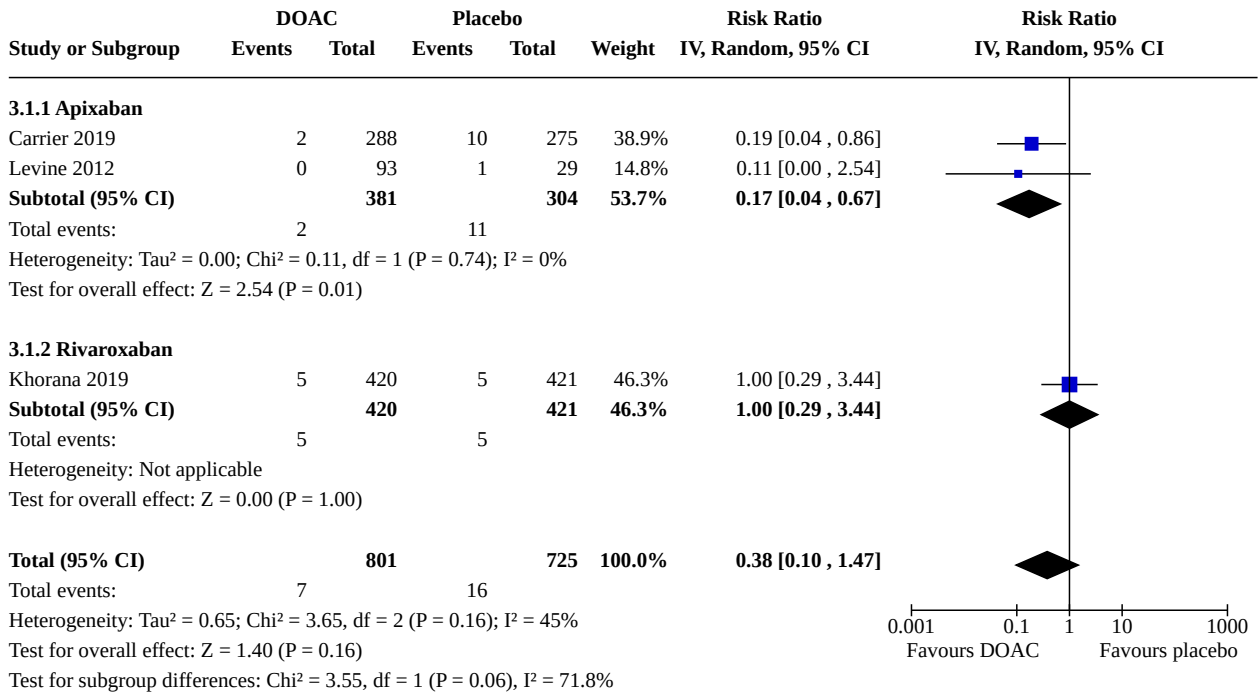 DOAC Placebo Risk Ratio Risk Ratio
Study or Subgroup Events Total Events Total Weight IV, Random, 95% CI IV, Random, 95% CI
3.1.1 Apixaban
Carrier 2019 2 288 10 275 38.9% 0.19 [0.04 , 0.86]
Levine 2012 0 93 1 29 14.8% 0.11 [0.00 , 2.54]
Subtotal (95% CI) 381 304 53.7% 0.17 [0.04 , 0.67]
Total events: 2 11
Heterogeneity: Tau² = 0.00; Chi² = 0.11, df = 1 (P = 0.74); I² = 0%
Test for overall effect: Z = 2.54 (P = 0.01)
3.1.2 Rivaroxaban
Khorana 2019 5 420 5 421 46.3% 1.00 [0.29 , 3.44]
Subtotal (95% CI) 420 421 46.3% 1.00 [0.29 , 3.44]
Total events: 5 5
Heterogeneity: Not applicable
Test for overall effect: Z = 0.00 (P = 1.00)
Total (95% CI) 801 725 100.0% 0.38 [0.10 , 1.47]
Total events: 7 16
Heterogeneity: Tau² = 0.65; Chi² = 3.65, df = 2 (P = 0.16); I² = 45%
0.001 0.1 1 10 1000
Test for overall effect: Z = 1.40 (P = 0.16) Favours DOAC Favours placebo
Test for subgroup differences: Chi² = 3.55, df = 1 (P = 0.06), I² = 71.8%